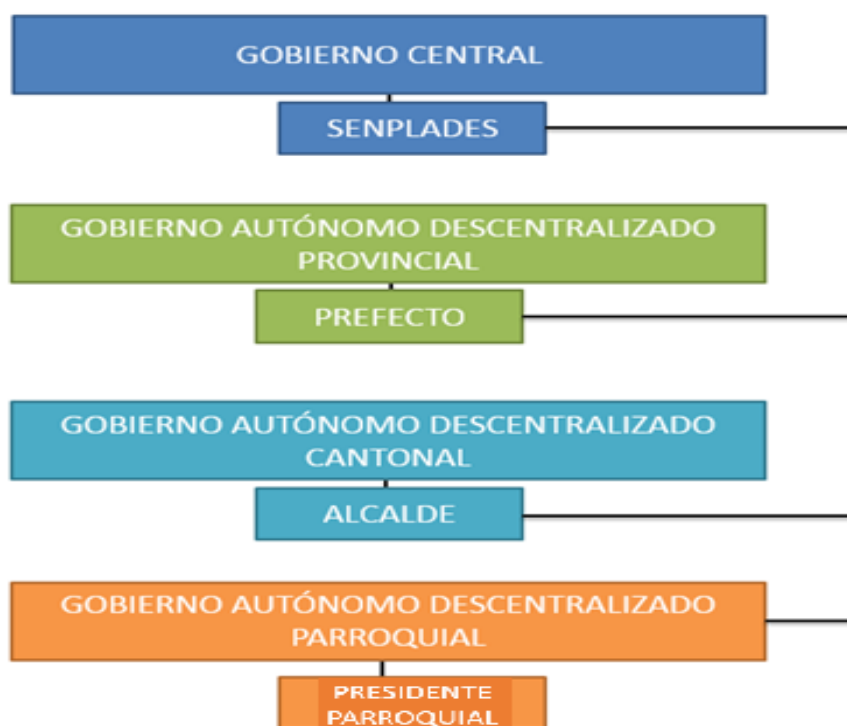 GOBIERNO CENTRAL
SENPLADES
GOBIERNO AUTÓNOMO DESCENTRALIZADO
PROVINCIAL
PREFECTO
GOBIERNO AUTÓNOMO DESCENTRALIZADO
CANTONAL
ALCALDE
GOBIERNO AUTÓNOMO DESCENTRALIZADO
PARROQUIAL
PRESIDENTE
PARROQUIAL